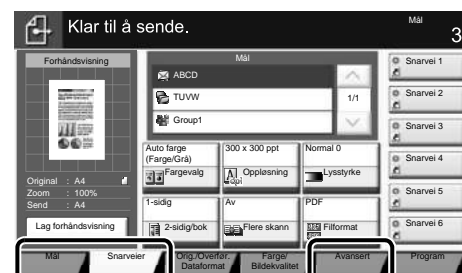 Klar til å sende.
Mål
3
Forhåndsvisning
Original : A4
Zoom : 100%
Send : A4
Lag forhåndsvisning
Mål
ABCD
TUVW
Group1
1/1
Auto farge
(Farge/Grå)
Fargevalg
300 x 300 ppt
Oppløsning
Normal 0
Lysstyrke
1-sidig
2-sidig/bok
Av
Flere skann
PDF
Filformat
Snarvei 1
Snarvei 2
Snarvei 3
Snarvei 4
Snarvei 5
Snarvei 6
Mål
Snarveier
Orig./Overfør.
Dataformat
Farge/
Bildekvalitet
Avansert
Program